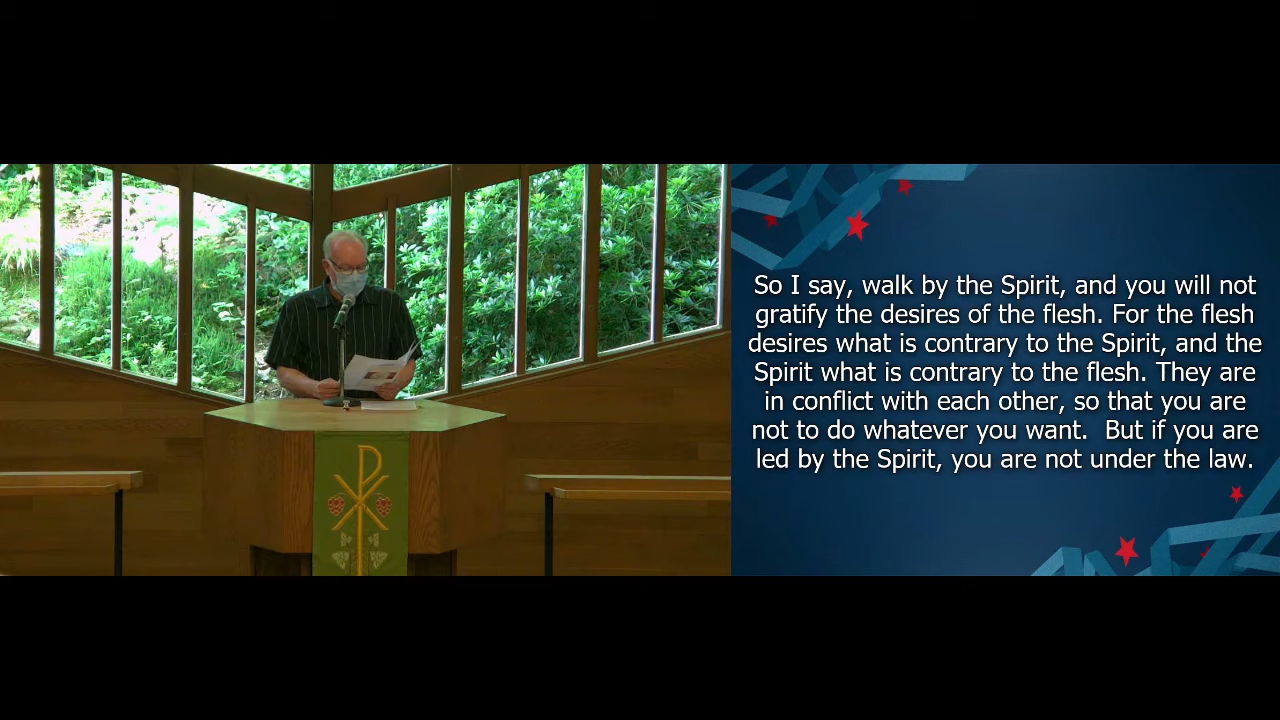 So I say, walk by the Spirit, and you will not
gratify the desires of the flesh. For the flesh
desires what is contrary to the Spirit, and the
Spirit what is contrary to the flesh. They are
in conflict with each other, so that you are
not to do whatever you want.  But if you are
led by the Spirit, you are not under the law.